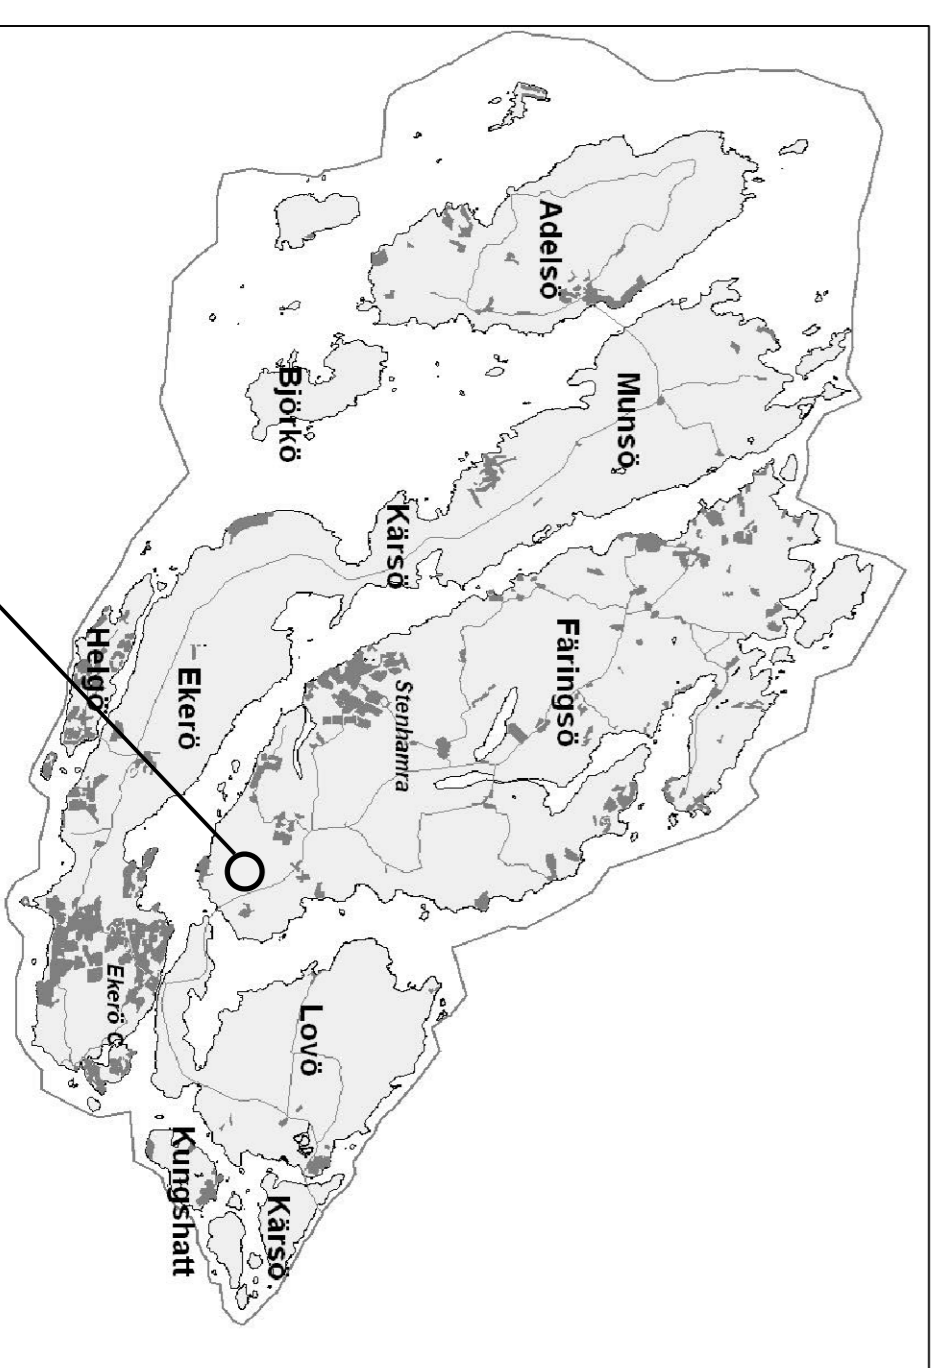 Munsö
Färingsö
Adelsö
Stenhamra
Kärsö
Lovö
Björkö
Kärsö
Ekerö
Kungshatt
Ekerö C
Helgö